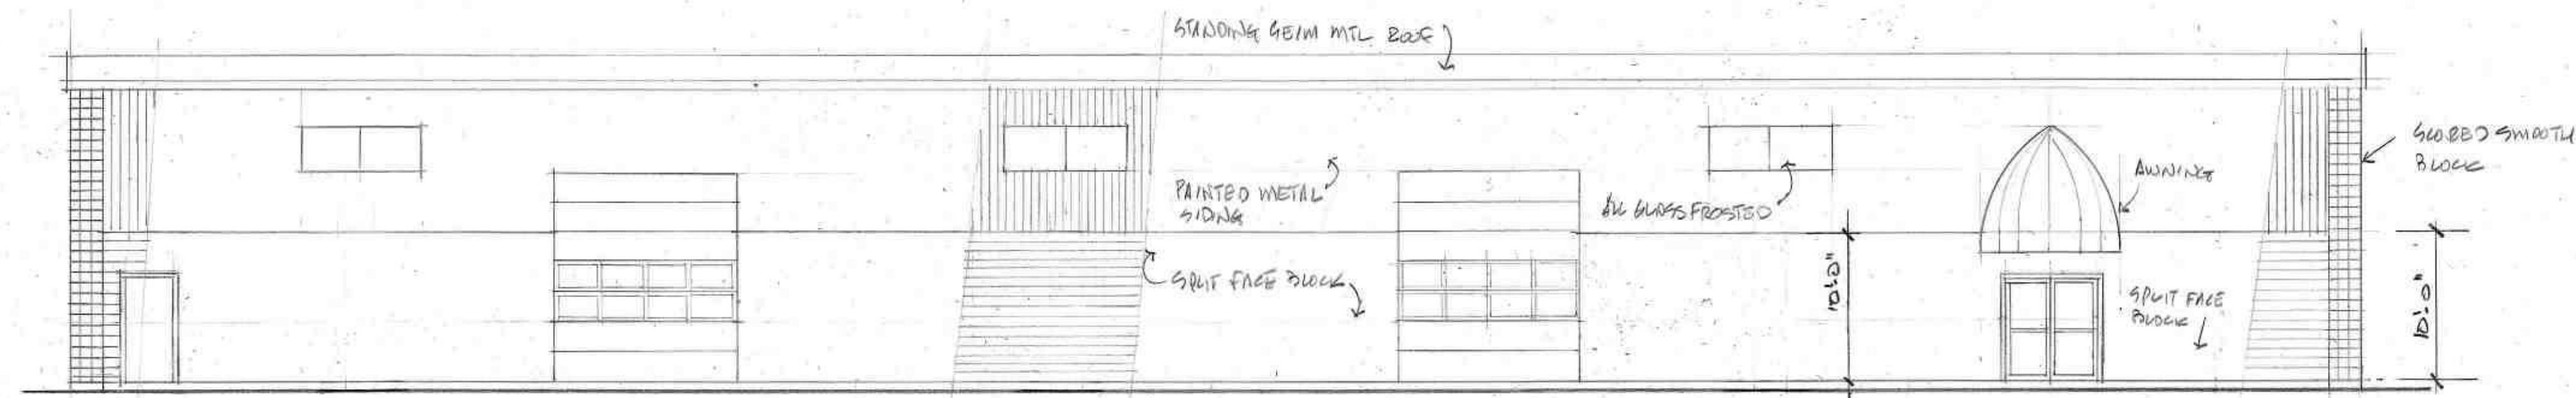 STANDING SEIM MTL ROOF
SCORED SMOOTH
BLOCK
AWNING
PAINTED METAL
SIDING
ALL GLASS FROSTED
SPLIT FACE BLOCK
SPLIT FACE
BLOCK
10'-0"
10'-0"